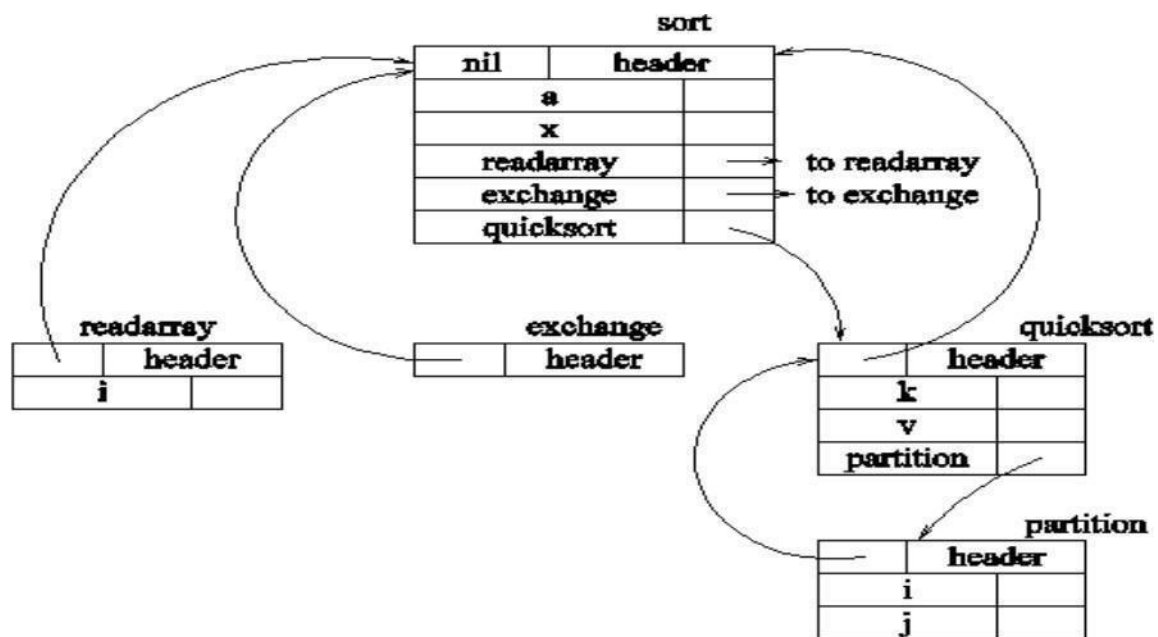 sort
nil header
a
x
readarray to readarray
exchange to exchange
quicksort
readarray exchange quicksort
header header header
i k
v
partition
partition
header
i
j